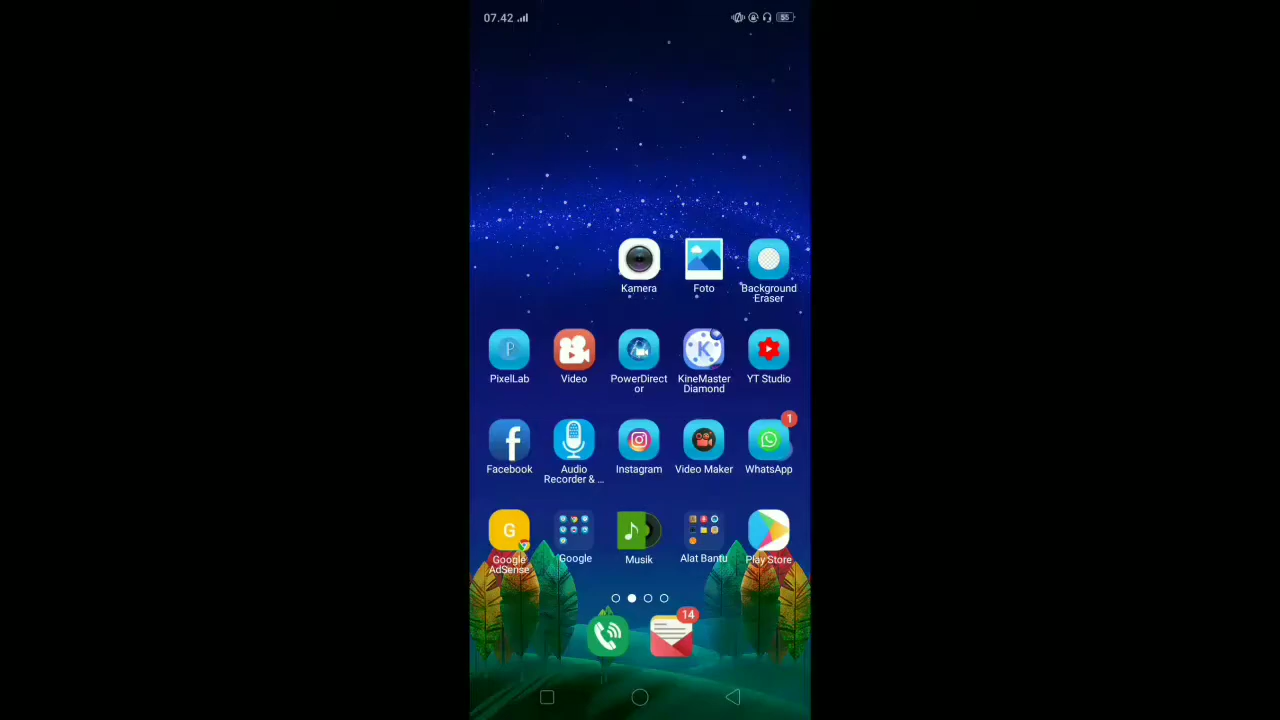 07.42
55
Kamera
Foto
Background
Eraser
P
K
PixelLab
Video
PowerDirect
or
KineMaster
Diamond
YT Studio
1
Facebook
Audio
Recorder & ...
Instagram
Video Maker
WhatsApp
G
Google
AdSense
Google
Musik
Alat Bantu
Play Store
14